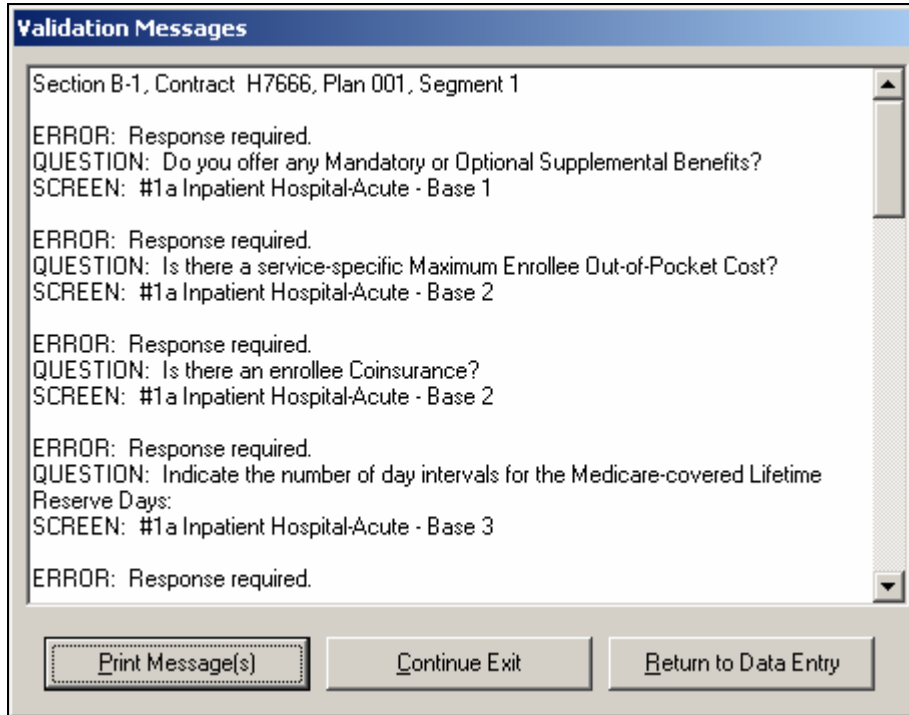 Validation Messages
Section B-1, Contract  H7666, Plan 001, Segment 1
ERROR:  Response required.
QUESTION:  Do you offer any Mandatory or Optional Supplemental Benefits?
SCREEN:  #1a Inpatient Hospital-Acute - Base 1
ERROR:  Response required.
QUESTION:  Is there a service-specific Maximum Enrollee Out-of-Pocket Cost?
SCREEN:  #1a Inpatient Hospital-Acute - Base 2
ERROR:  Response required.
QUESTION:  Is there an enrollee Coinsurance?
SCREEN:  #1a Inpatient Hospital-Acute - Base 2
ERROR:  Response required.
QUESTION:  Indicate the number of day intervals for the Medicare-covered Lifetime
Reserve Days:
SCREEN:  #1a Inpatient Hospital-Acute - Base 3
ERROR:  Response required.
Print Message(s)
Continue Exit
Return to Data Entry